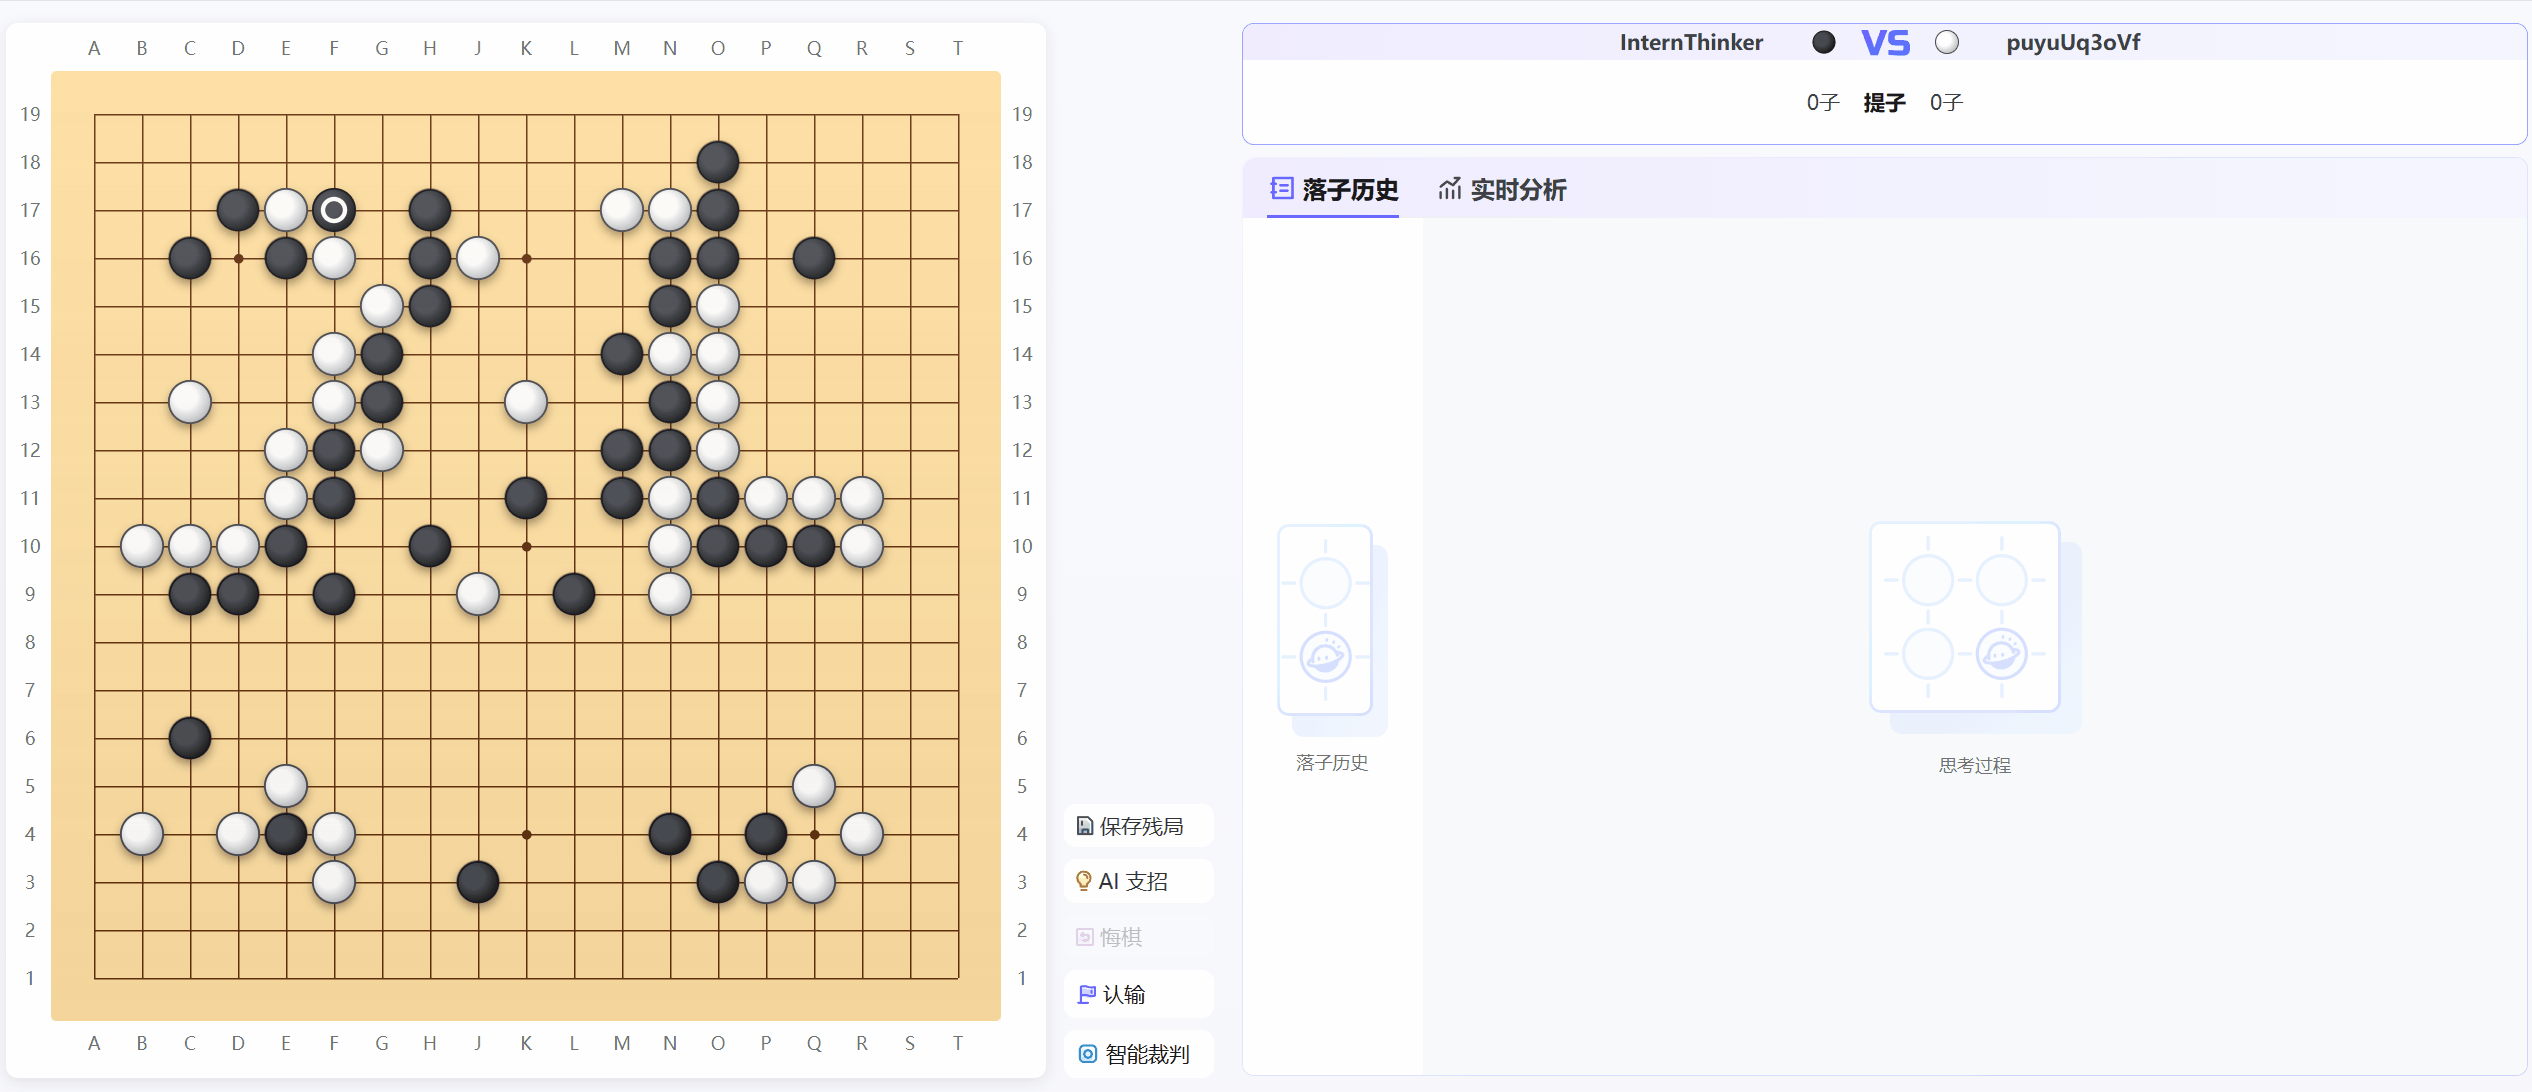 A B C D E F G H J K L M N O P Q R S T
19 19
18 18
17 17
16 16
15 15
14 14
13 13
12 12
11 11
10 10
9 9
8 8
7 7
6 6
5 5
4 4
3 3
2 2
1 1
A B C D E F G H J K L M N O P Q R S T
保存残局
AI 支招
悔棋
认输
智能裁判
InternThinker VS puyuUq3oVf
0子 提子 0子
落子历史 实时分析
落子历史
思考过程